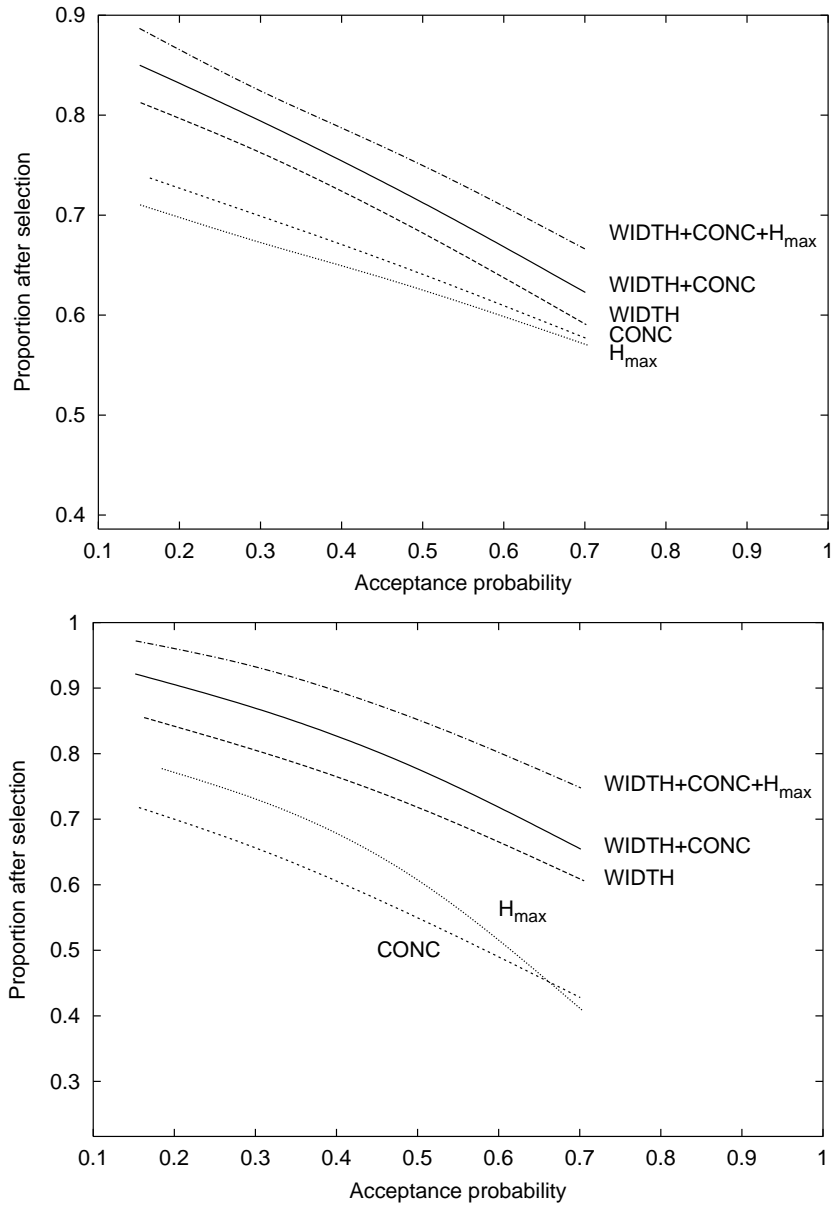 0.9
0.8
0.7
0.6
0.5
0.4
Proportion after selection
WIDTH+CONC+Hmax
WIDTH+CONC
WIDTH
CONC
Hmax
0.1 0.2 0.3 0.4 0.5 0.6 0.7 0.8 0.9 1
Acceptance probability
1
0.9
0.8
0.7
0.6
0.5
0.4
0.3
Proportion after selection
WIDTH+CONC+Hmax
WIDTH+CONC
WIDTH
Hmax
CONC
0.1 0.2 0.3 0.4 0.5 0.6 0.7 0.8 0.9 1
Acceptance probability